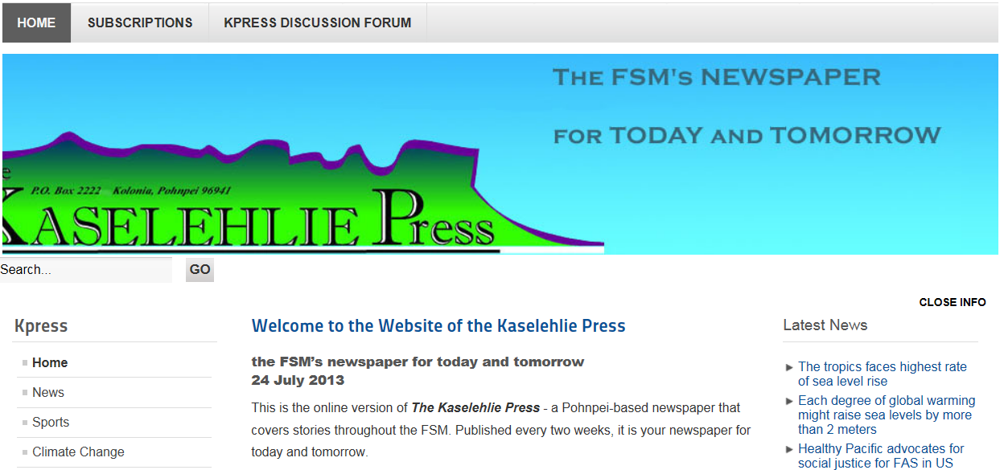 HOME SUBSCRIPTIONS KPRESS DISCUSSION FORUM
THE FSM'S NEWSPAPER
FOR TODAY AND TOMORROW
P.O. Box 2222 Kolonia, Pohnpei 96941
KASELEHLIE PRESS
Search... GO
CLOSE INFO
Kpress
Home
News
Sports
Climate Change
Welcome to the Website of the Kaselehlie Press
the FSM’s newspaper for today and tomorrow
24 July 2013
This is the online version of The Kaselehlie Press - a Pohnpei-based newspaper that
covers stories throughout the FSM. Published every two weeks, it is your newspaper for
today and tomorrow.
Latest News
The tropics faces highest rate
of sea level rise
Each degree of global warming
might raise sea levels by more
than 2 meters
Healthy Pacific advocates for
social justice for FAS in US